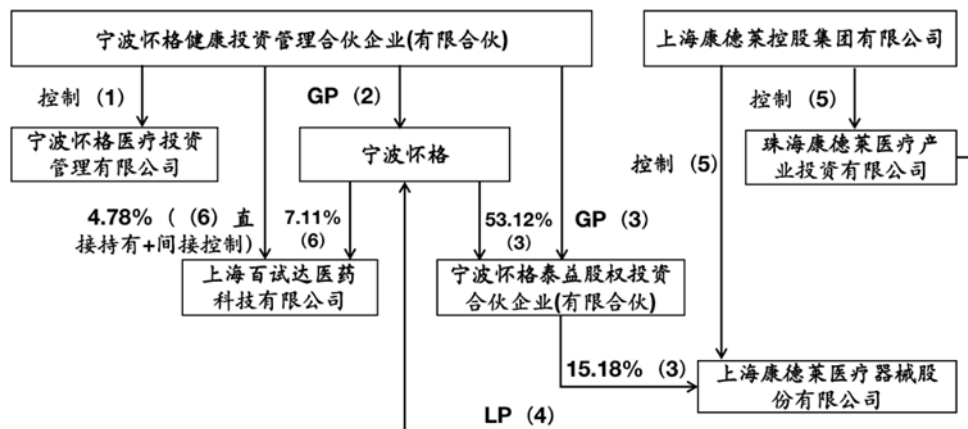 宁波怀格健康投资管理合伙企业(有限合伙)
上海康德莱控股集团有限公司
控制（1）
GP（2）
控制（5）
宁波怀格医疗投资
管理有限公司
宁波怀格
珠海康德莱医疗产
业投资有限公司
控制
（5）
4.78%（（6）直
接持有+间接控制）
7.11%
（6）
53.12%
（3）
GP（3）
上海百试达医药
科技有限公司
宁波怀格泰益股权投资
合伙企业(有限合伙)
15.18%（3）
上海康德莱医疗器械股
份有限公司
LP（4）